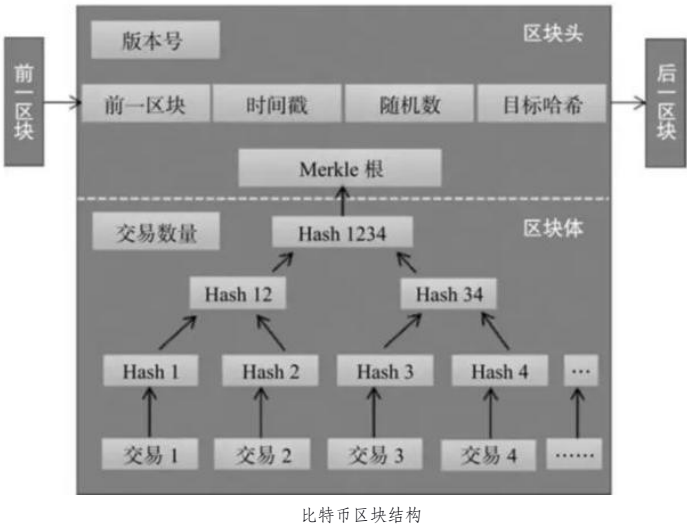 版本号
区块头
前一区块
前一区块
时间戳
随机数
目标哈希
后一区块
Merkle 根
交易数量
Hash 1234
区块体
Hash 12
Hash 34
Hash 1
Hash 2
Hash 3
Hash 4
…
交易 1
交易 2
交易 3
交易 4
……
比特币区块结构